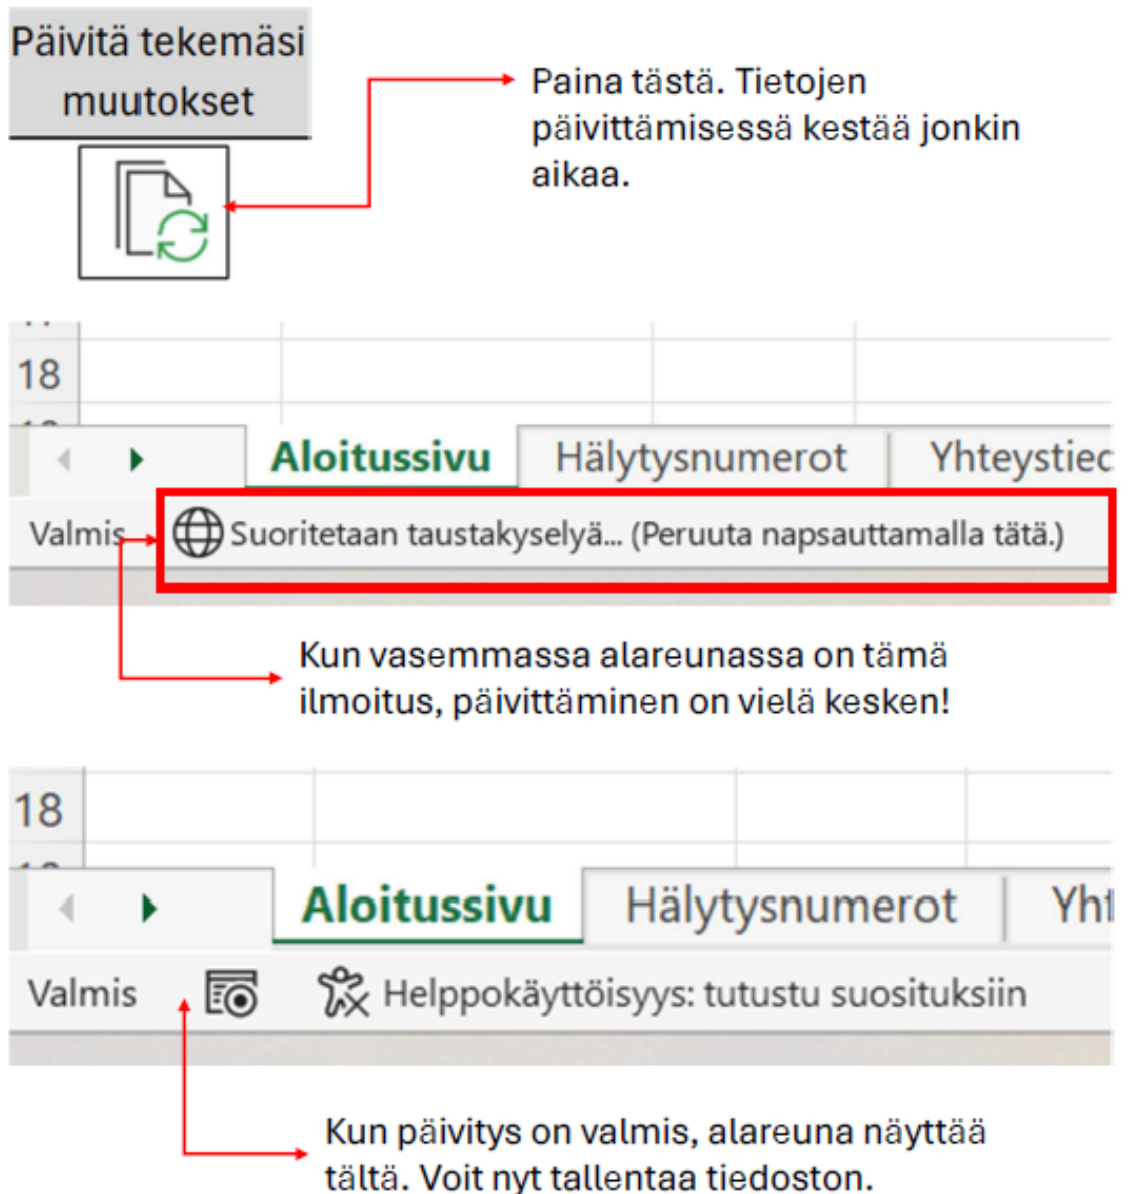 Päivitä tekemäsi
muutokset
Paina tästä. Tietojen
päivittämisessä kestää jonkin
aikaa.
18
Aloitussivu Hälytysnumerot
Valmis Suoritetaan taustakyselyä... (Peruuta napsauttamalla tätä.)
Kun vasemmassa alareunassa on tämä
ilmoitus, päivittäminen on vielä kesken!
18
Aloitussivu Hälytysnumerot
Valmis Helppokäyttöisyys: tutustu suosituksiin
Kun päivitys on valmis, alareuna näyttää
tältä. Voit nyt tallentaa tiedoston.